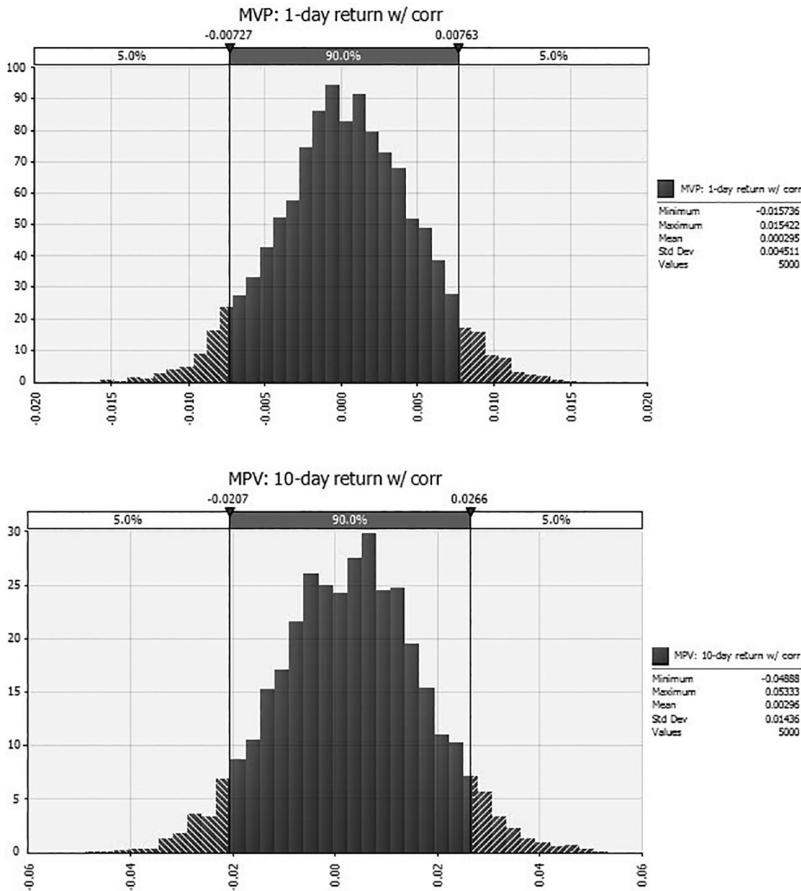 MVP: 1-day return w/ corr
-0.00727 0.00763
5.0% 90.0% 5.0%
100
90
80
70
60
50
40
30
20
10
0
-0.020 -0.015 -0.010 -0.005 0.000 0.005 0.010 0.015 0.020
MVP: 1-day return w/ corr
Minimum -0.015736
Maximum 0.015422
Mean 0.000295
Std Dev 0.004511
Values 5000
MPV: 10-day return w/ corr
-0.0207 0.0266
5.0% 90.0% 5.0%
30
25
20
15
10
5
0
-0.06 -0.04 -0.02 0.00 0.02 0.04 0.06
MPV: 10-day return w/ corr
Minimum -0.04888
Maximum 0.05333
Mean 0.00296
Std Dev 0.01436
Values 5000